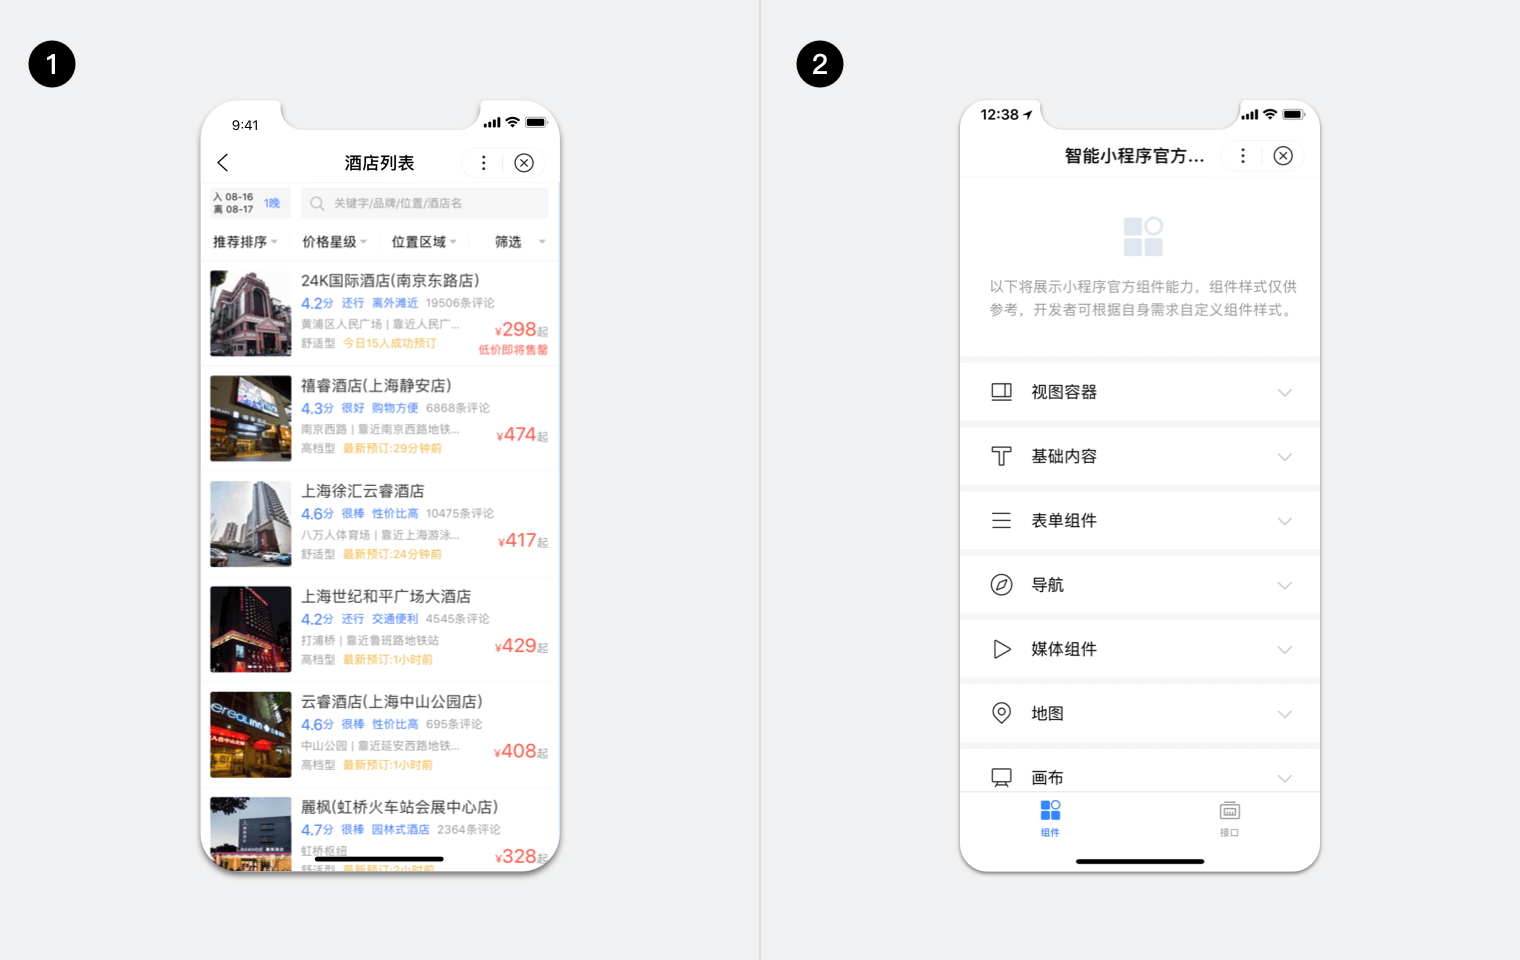 1
9:41
酒店列表
入 08-16
离 08-17
1晚
关键字/品牌/位置/酒店名
推荐排序
价格星级
位置区域
筛选
24K国际酒店(南京东路店)
4.2分 还行 离外滩近 19506条评论
黄浦区人民广场 | 靠近人民广...
¥298起
舒适型 今日15人成功预订
低价即将售罄
禧睿酒店(上海静安店)
4.3分 很好 购物方便 6868条评论
南京西路 | 靠近南京西路地铁...
¥474起
高档型 最新预订:29分钟前
上海徐汇云睿酒店
4.6分 很棒 性价比高 10475条评论
八万人体育场 | 靠近上海游泳...
¥417起
舒适型 最新预订:24分钟前
上海世纪和平广场大酒店
4.2分 还行 交通便利 4545条评论
打浦桥 | 靠近鲁班路地铁站
¥429起
高档型 最新预订:1小时前
云睿酒店(上海中山公园店)
4.6分 很棒 性价比高 695条评论
中山公园 | 靠近延安西路地铁...
¥408起
高档型 最新预订:1小时前
麗枫(虹桥火车站会展中心店)
4.7分 很棒 园林式酒店 2364条评论
虹桥枢纽
¥328起
舒适型 最新预订:2小时前
2
12:38
智能小程序官方...
以下将展示小程序官方组件能力，组件样式仅供
参考，开发者可根据自身需求自定义组件样式。
视图容器
基础内容
表单组件
导航
媒体组件
地图
画布
组件
接口